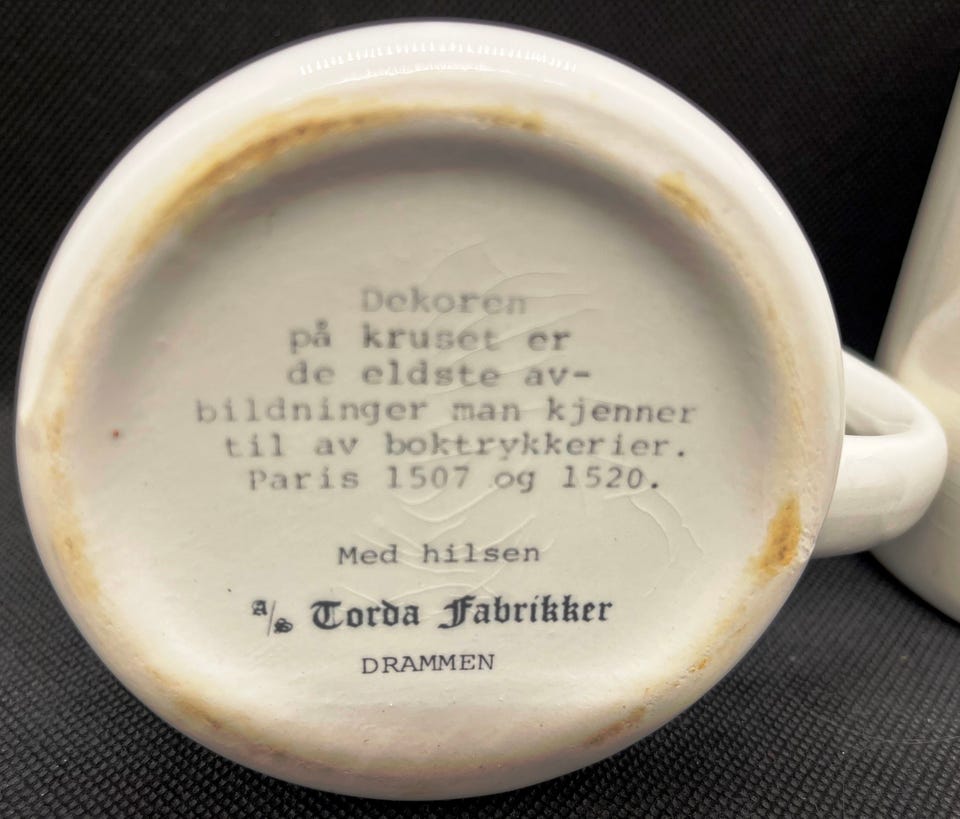 Dekoren
på kruset er
de eldste av-
bildninger man kjenner
til av boktrykkerier.
Paris 1507 og 1520.
Med hilsen
A/S Torda Fabrikker
DRAMMEN